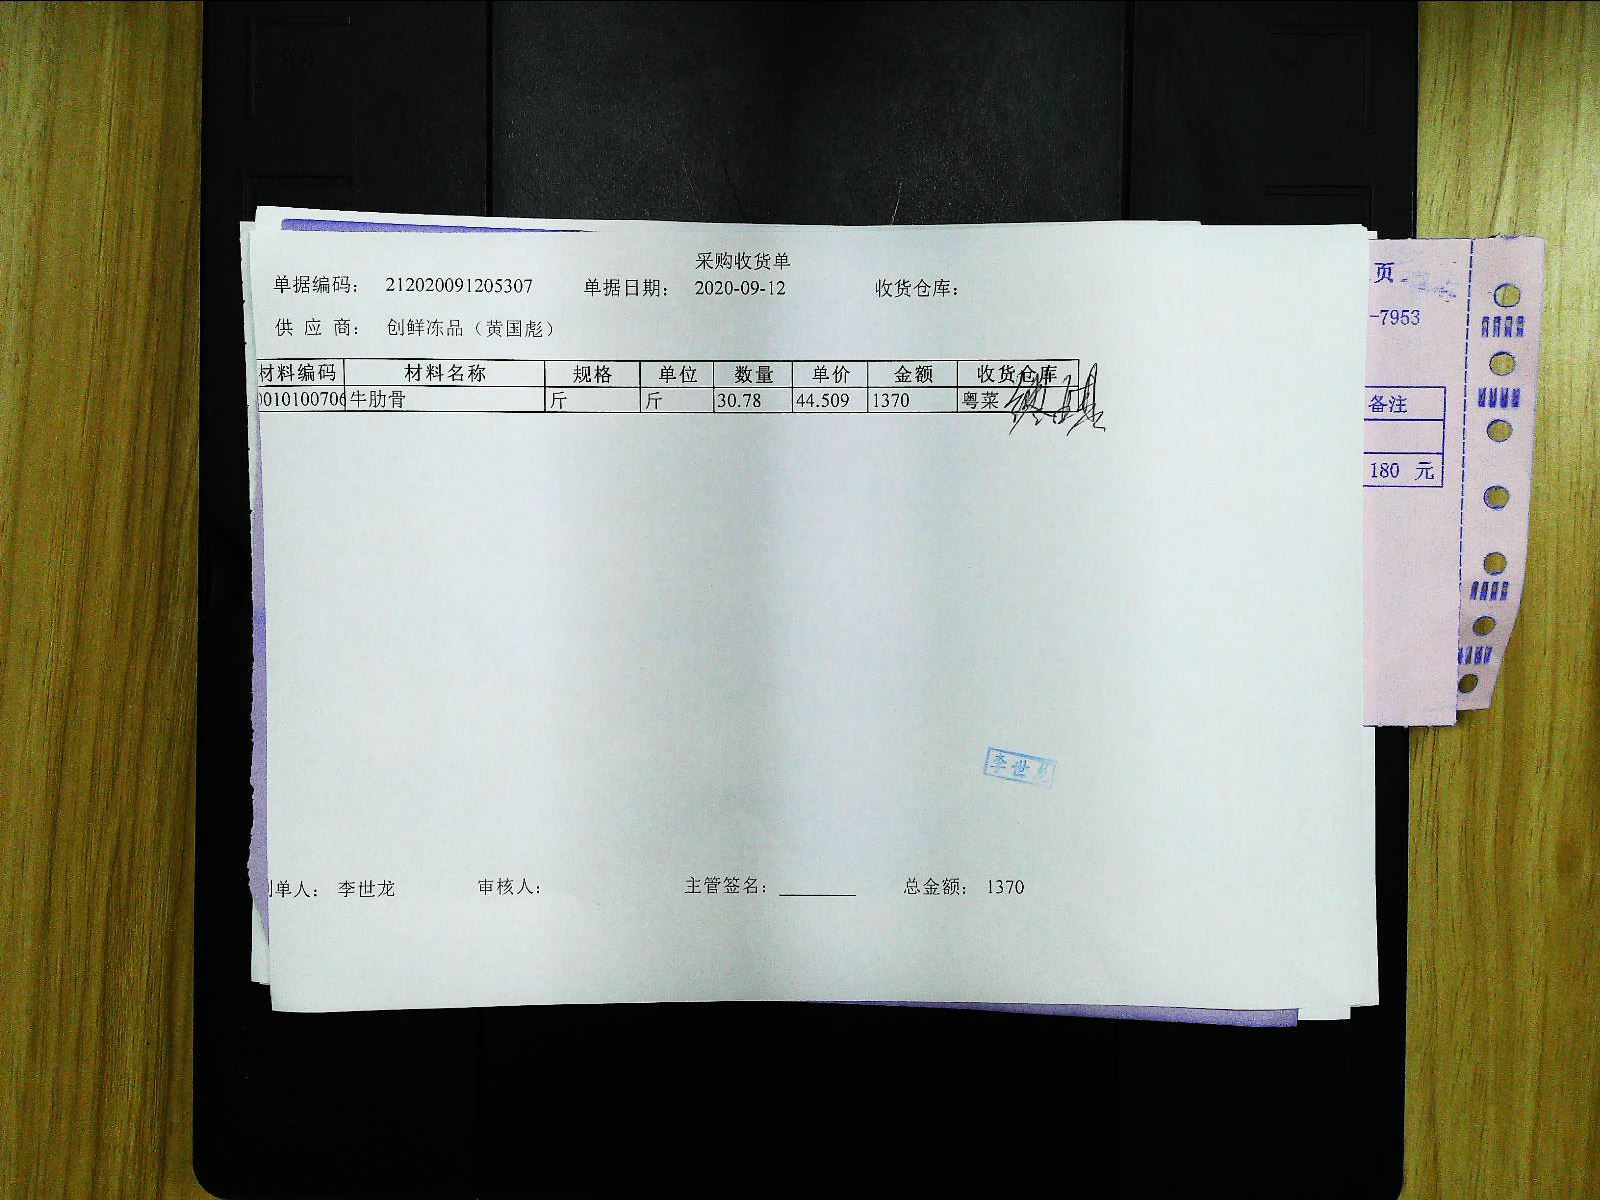 采购收货单
单据编码： 212020091205307 单据日期： 2020-09-12 收货仓库：
供 应 商： 创鲜冻品（黄国彪）
材料编码 材料名称 规格 单位 数量 单价 金额 收货仓库
0010100706 牛肋骨 斤 斤 30.78 44.509 1370 粤菜
李世龙
制单人： 李世龙 审核人： 主管签名： 总金额： 1370
页
-7953
备注
180 元